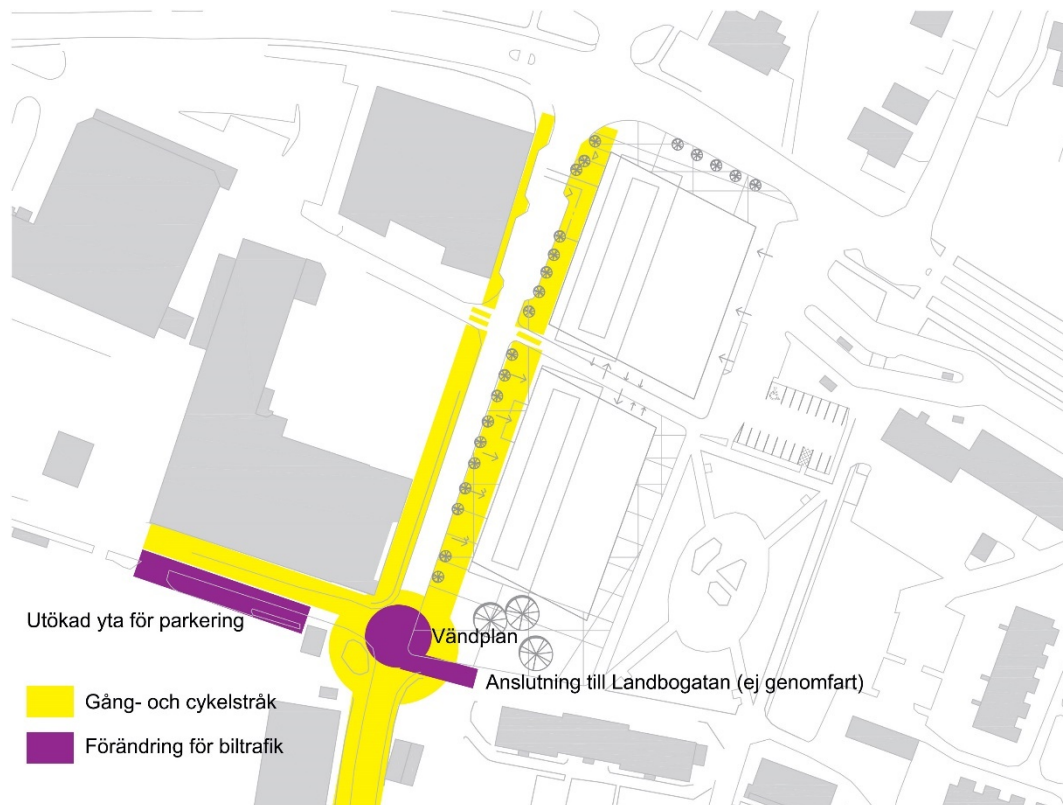 Utökad yta för parkering
Vändplan
Anslutning till Landbogatan (ej genomfart)
Gång- och cykelstråk
Förändring för biltrafik